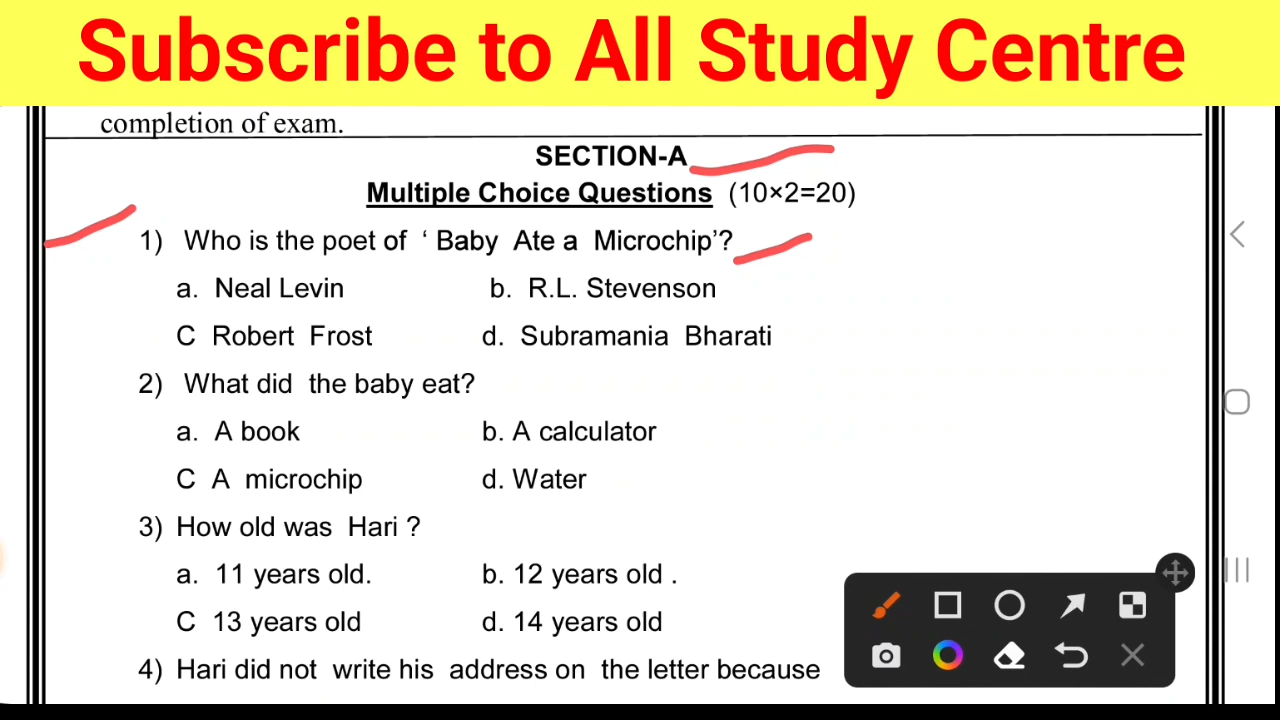 Subscribe to All Study Centre
completion of exam.
SECTION-A
Multiple Choice Questions (10×2=20)
1) Who is the poet of ‘ Baby Ate a Microchip’?
a. Neal Levin b. R.L. Stevenson
C Robert Frost d. Subramania Bharati
2) What did the baby eat?
a. A book b. A calculator
C A microchip d. Water
3) How old was Hari ?
a. 11 years old. b. 12 years old .
C 13 years old d. 14 years old
4) Hari did not write his address on the letter because